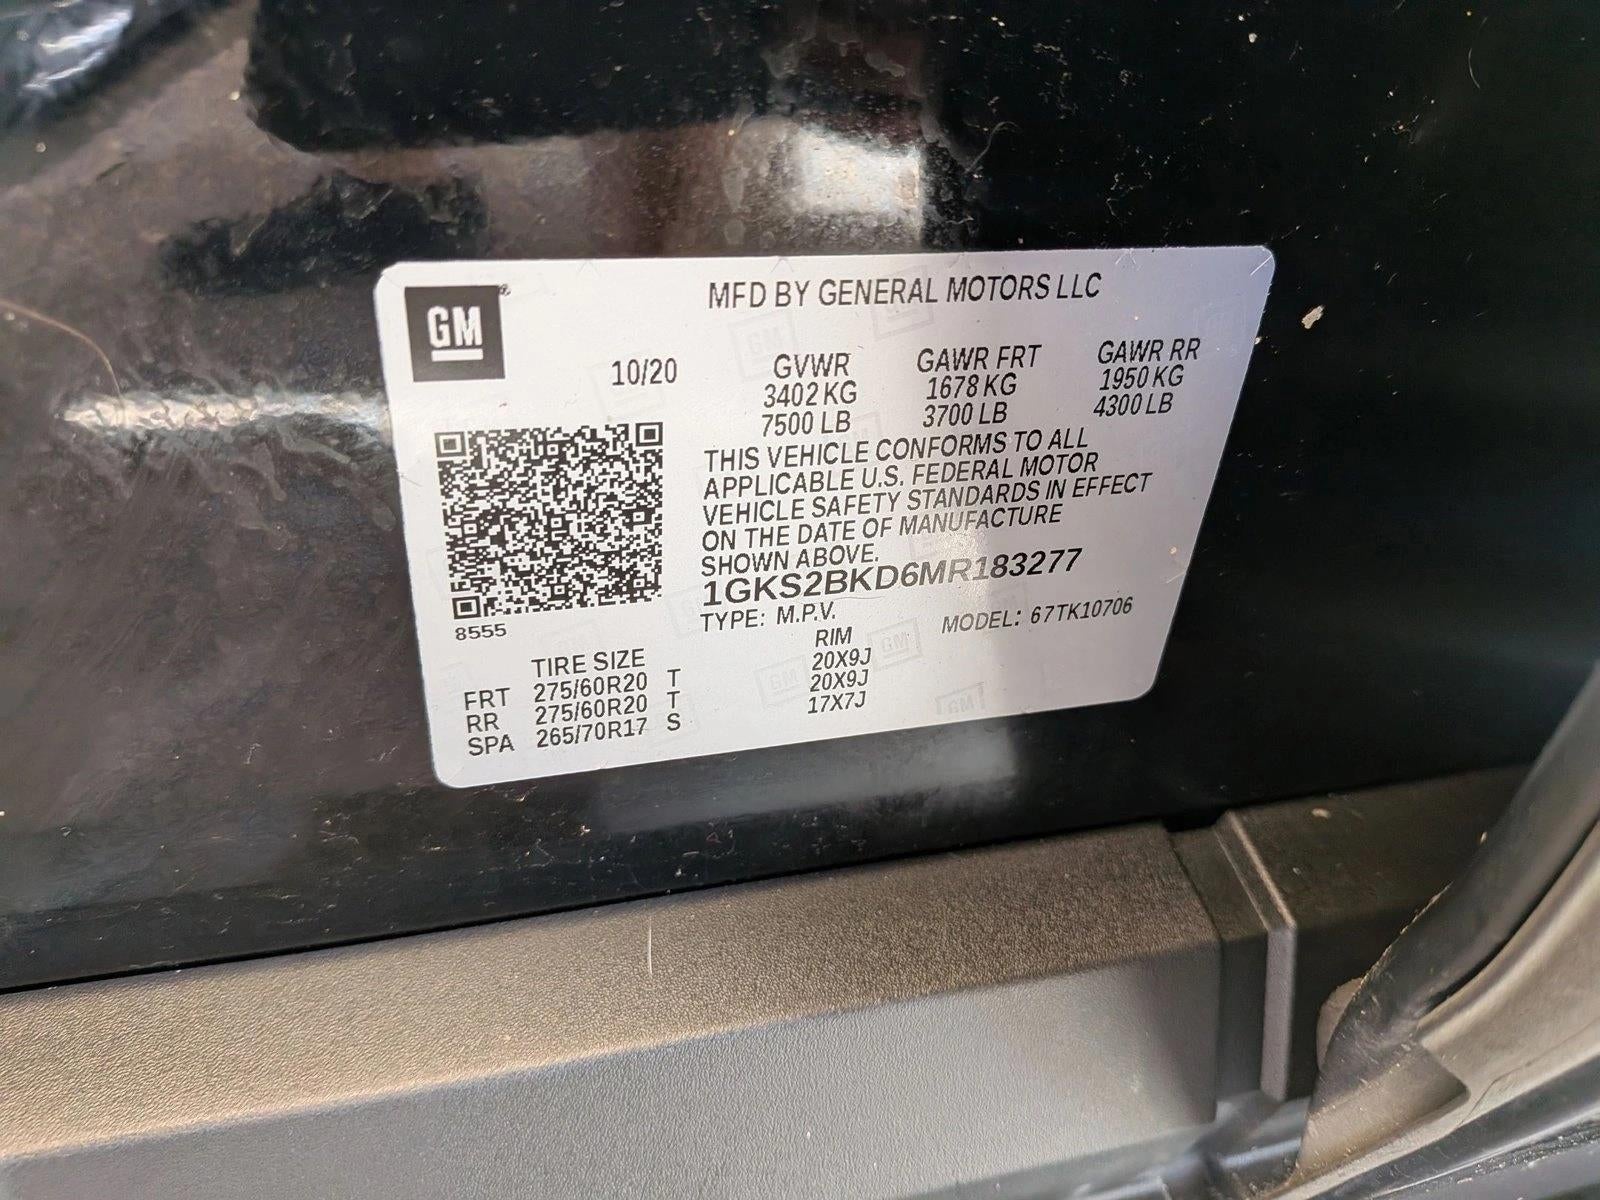 GM®
MFD BY GENERAL MOTORS LLC
10/20
GVWR GAWR FRT GAWR RR
3402 KG 1678 KG 1950 KG
7500 LB 3700 LB 4300 LB
THIS VEHICLE CONFORMS TO ALL
APPLICABLE U.S. FEDERAL MOTOR
VEHICLE SAFETY STANDARDS IN EFFECT
ON THE DATE OF MANUFACTURE
SHOWN ABOVE.
1GKS2BKD6MR183277
TYPE: M.P.V. MODEL: 67TK10706
8555
TIRE SIZE RIM
FRT 275/60R20 T 20X9J
RR 275/60R20 T 20X9J
SPA 265/70R17 S 17X7J